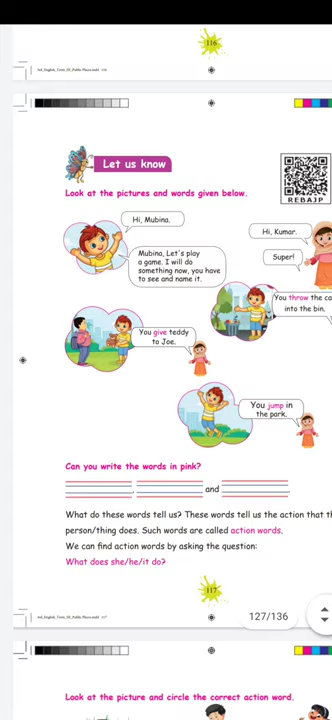 116
Let us know
REBAJP
Look at the pictures and words given below.
Hi, Mubina.
Hi, Kumar.
Mubina, Let's play
a game. I will do
something now, you have
to see and name it.
Super!
You throw the ca
into the bin.
You give teddy
to Joe.
You jump in
the park.
Can you write the words in pink?
, and .
What do these words tell us? These words tell us the action that th
person/thing does. Such words are called action words.
We can find action words by asking the question:
What does she/he/it do?
117
127/136
Look at the picture and circle the correct action word.